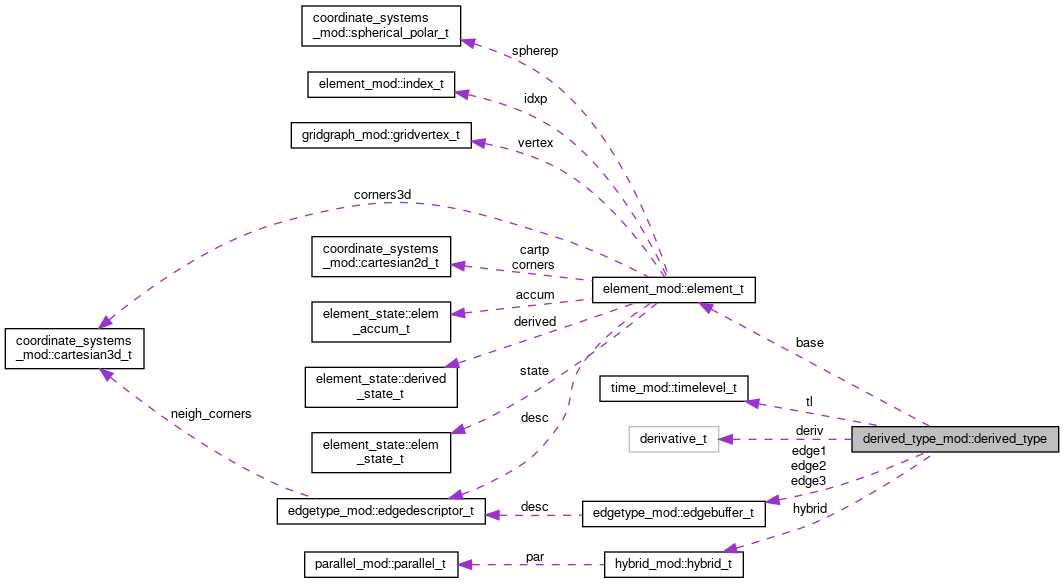 coordinate_systems
_mod::spherical_polar_t
spherep
element_mod::index_t
idxp
gridgraph_mod::gridvertex_t
vertex
corners3d
coordinate_systems
_mod::cartesian2d_t
cartp
corners
element_mod::element_t
element_state::elem
_accum_t
accum
derived
coordinate_systems
_mod::cartesian3d_t
base
element_state::derived
_state_t
state
time_mod::timelevel_t
tl
neigh_corners
desc
element_state::elem
_state_t
derivative_t
deriv
derived_type_mod::derived_type
edge1
edge2
edge3
edgetype_mod::edgedescriptor_t
desc
edgetype_mod::edgebuffer_t
hybrid
parallel_mod::parallel_t
par
hybrid_mod::hybrid_t